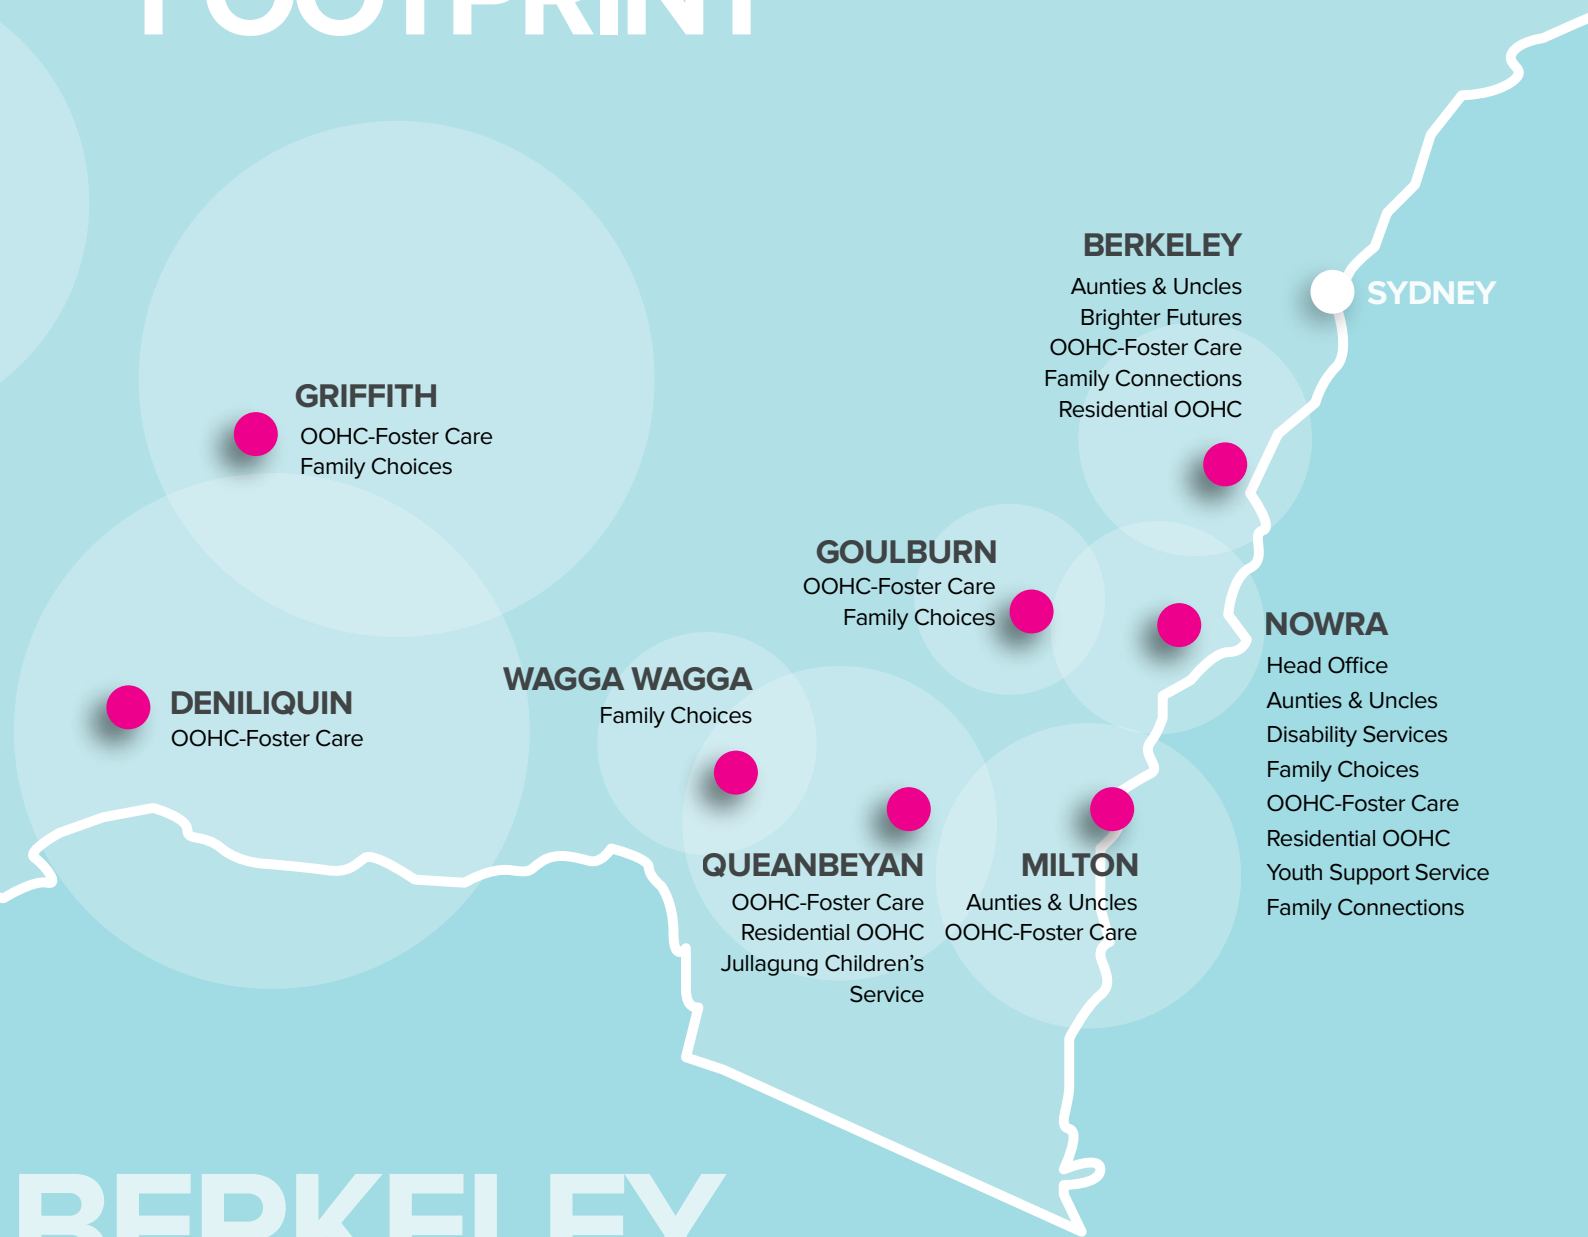 FOOTPRINT
BERKELEY
Aunties & Uncles
Brighter Futures
OOHC-Foster Care
Family Connections
Residential OOHC
SYDNEY
GRIFFITH
OOHC-Foster Care
Family Choices
GOULBURN
OOHC-Foster Care
Family Choices
NOWRA
Head Office
Aunties & Uncles
Disability Services
Family Choices
OOHC-Foster Care
Residential OOHC
Youth Support Service
Family Connections
WAGGA WAGGA
Family Choices
DENILIQUIN
OOHC-Foster Care
QUEANBEYAN
OOHC-Foster Care
Residential OOHC
Jullagung Children’s
Service
MILTON
Aunties & Uncles
OOHC-Foster Care
BERKELEY